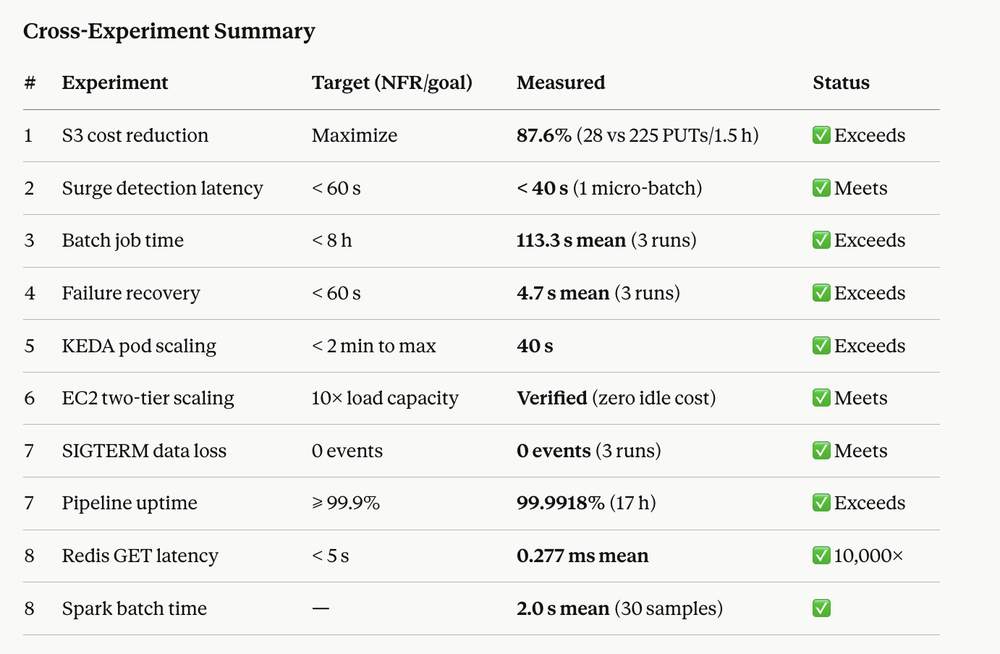 Cross-Experiment Summary
# Experiment Target (NFR/goal) Measured Status
1 S3 cost reduction Maximize 87.6% (28 vs 225 PUTs/1.5 h) ✅ Exceeds
2 Surge detection latency < 60 s < 40 s (1 micro-batch) ✅ Meets
3 Batch job time < 8 h 113.3 s mean (3 runs) ✅ Exceeds
4 Failure recovery < 60 s 4.7 s mean (3 runs) ✅ Exceeds
5 KEDA pod scaling < 2 min to max 40 s ✅ Exceeds
6 EC2 two-tier scaling 10× load capacity Verified (zero idle cost) ✅ Meets
7 SIGTERM data loss 0 events 0 events (3 runs) ✅ Meets
7 Pipeline uptime ⩾ 99.9% 99.9918% (17 h) ✅ Exceeds
8 Redis GET latency < 5 s 0.277 ms mean ✅ 10,000×
8 Spark batch time — 2.0 s mean (30 samples) ✅